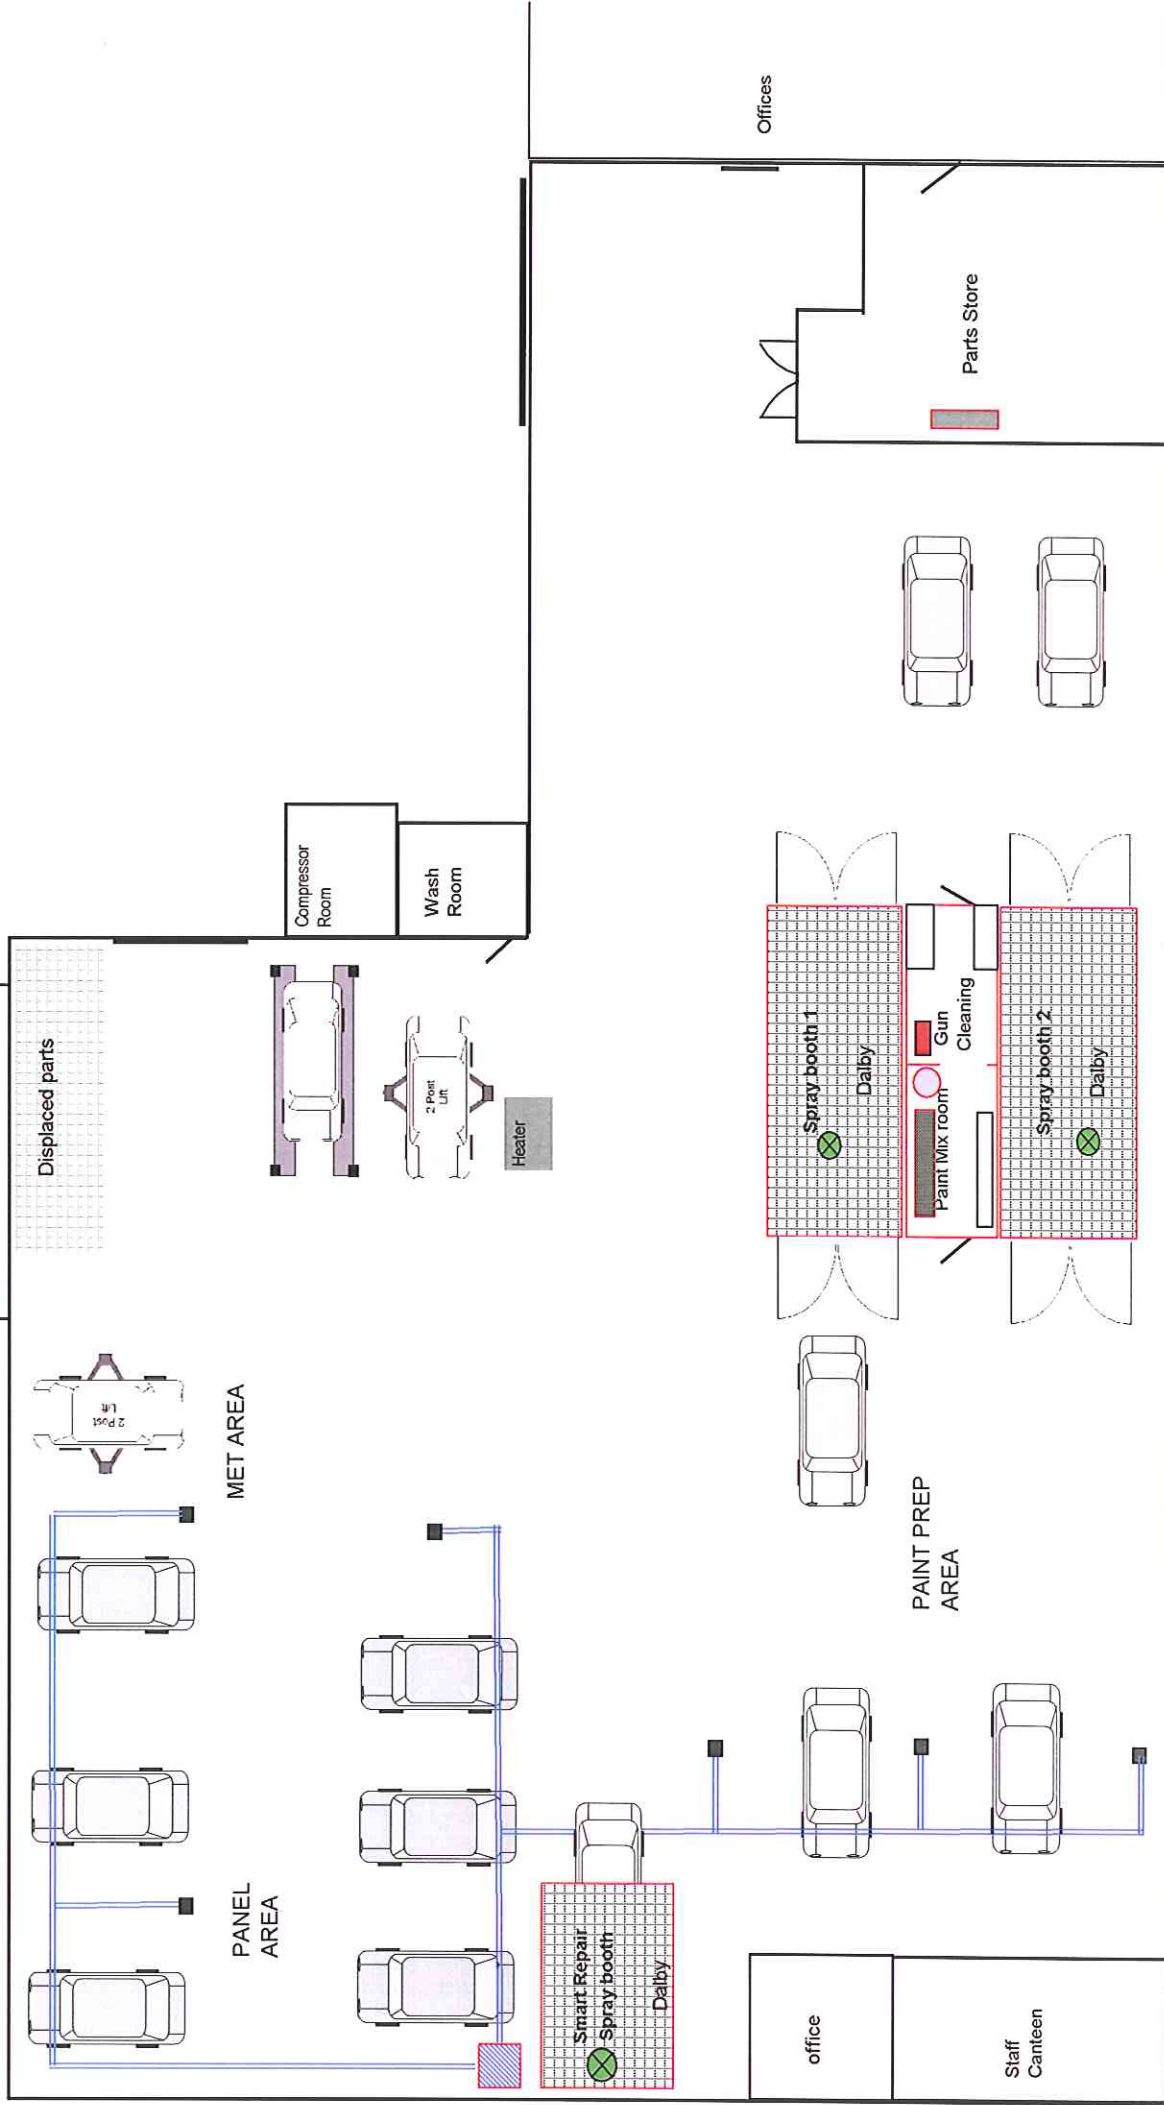 Displaced parts
Compressor
Room
Wash
Room
Offices
Parts Store
2 Post
Lift
Heater
2 Post
Lift
MET AREA
Spray booth 1
Dalby
Gun
Cleaning
Paint Mix room
Spray booth 2
Dalby
PAINT PREP
AREA
PANEL
AREA
Smart Repair
Spray booth
Dalby
office
Staff
Canteen